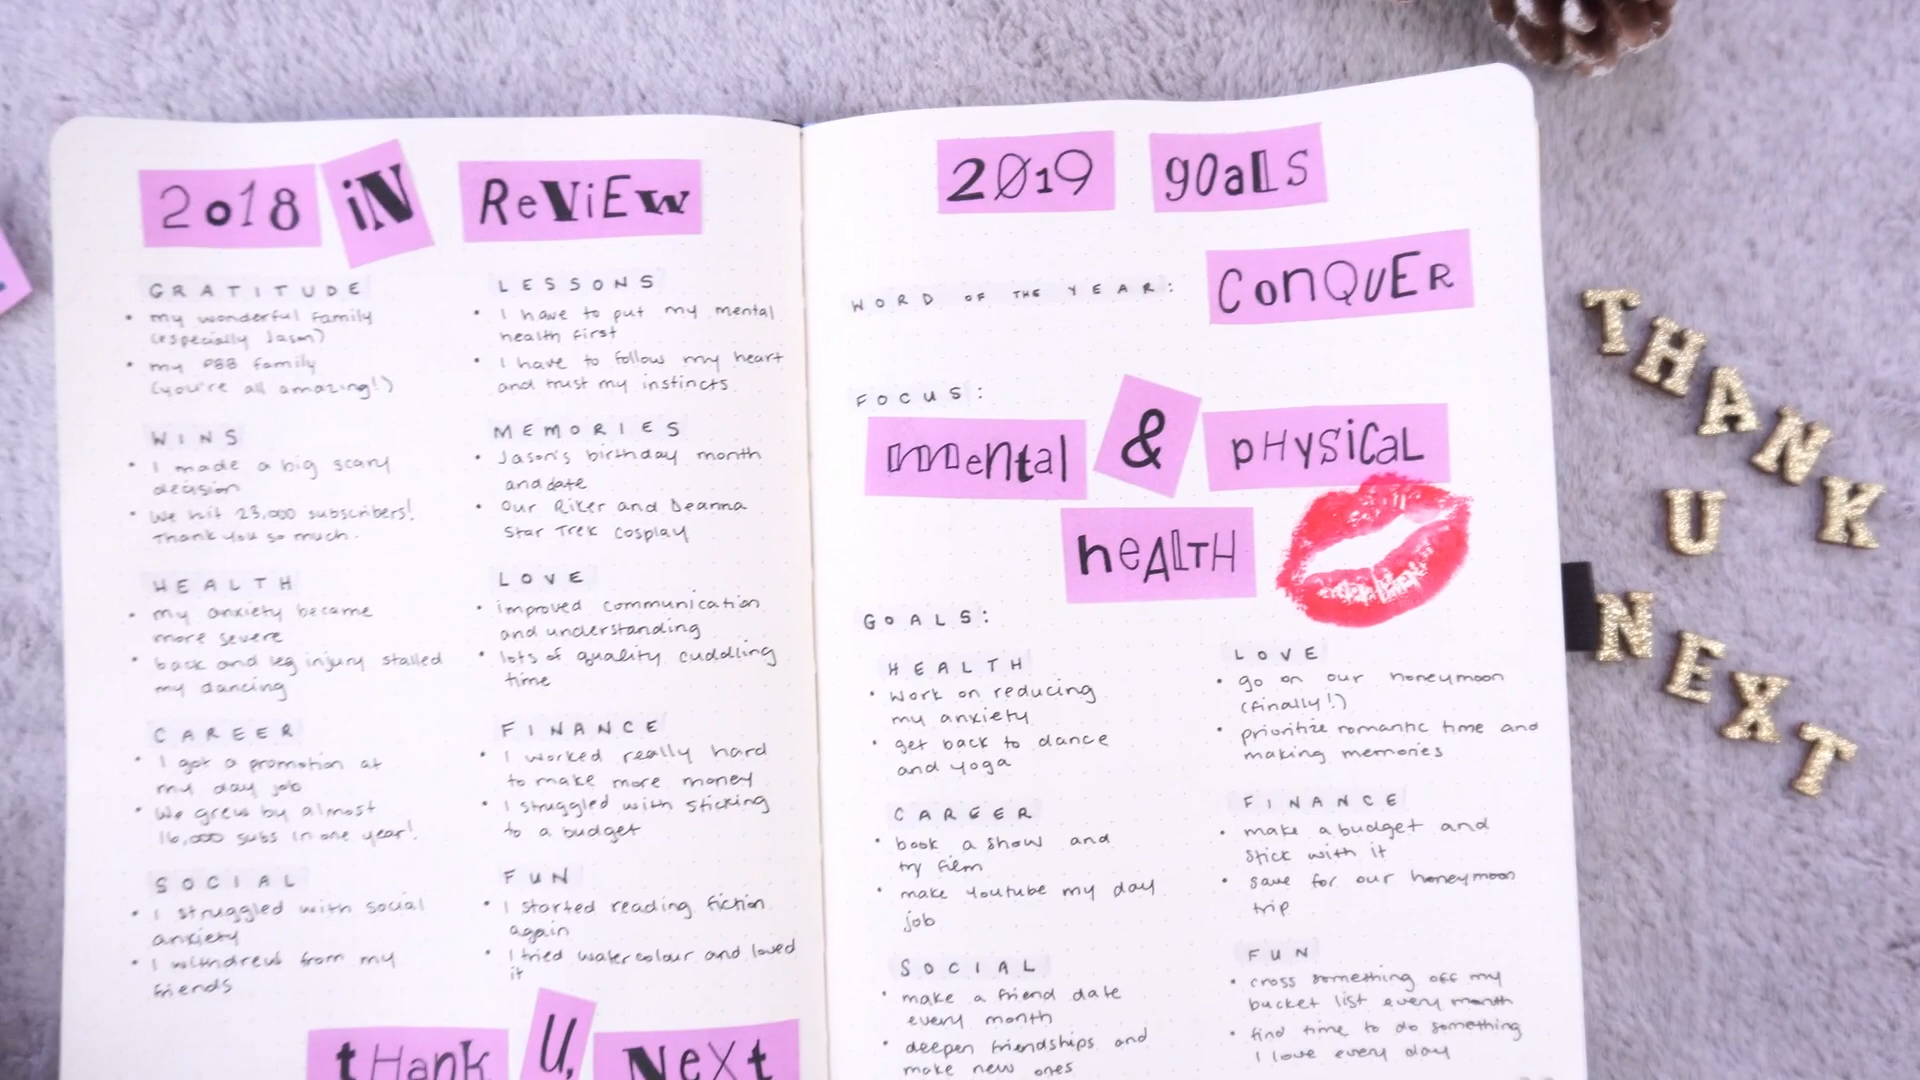 2018 iN ReViEw
GRATITUDE
• my wonderful family
(especially Jason)
• my PBB family
(you're all amazing!)
WINS
• I made a big scary
decision
• We hit 23,000 subscribers!
Thank you so much.
HEALTH
• my anxiety became
more severe
• back and leg injury stalled
my dancing
CAREER
• I got a promotion at
my day job
• We grew by almost
16,000 subs in one year!
SOCIAL
• I struggled with social
anxiety
• I withdrew from my
friends
LESSONS
• I have to put my mental
health first
• I have to follow my heart
and trust my instincts
MEMORIES
• Jason's birthday month
and date
• Our Riker and Deanna
Star Trek Cosplay
LOVE
• improved communication
and understanding
• lots of quality cuddling
time
FINANCE
• I worked really hard
to make more money
• I struggled with sticking
to a budget
FUN
• I started reading fiction
again
• I tried watercolour and loved
it
tHank U, NeXt
2019 gOaLS
WORD OF THE YEAR: ConQUER
FOCUS:
mental & pHYSiCaL
heALTH
GOALS:
HEALTH
• work on reducing
my anxiety
• get back to dance
and yoga
CAREER
• book a show and
try film
• make youtube my day
job
SOCIAL
• make a friend date
every month
• deepen friendships and
make new ones
LOVE
• go on our honeymoon
(finally!)
• prioritize romantic time and
making memories
FINANCE
• make a budget and
stick with it
• save for our honeymoon
trip
FUN
• cross something off my
bucket list every month
• find time to do something
I love every day
THANK
U
NEXT